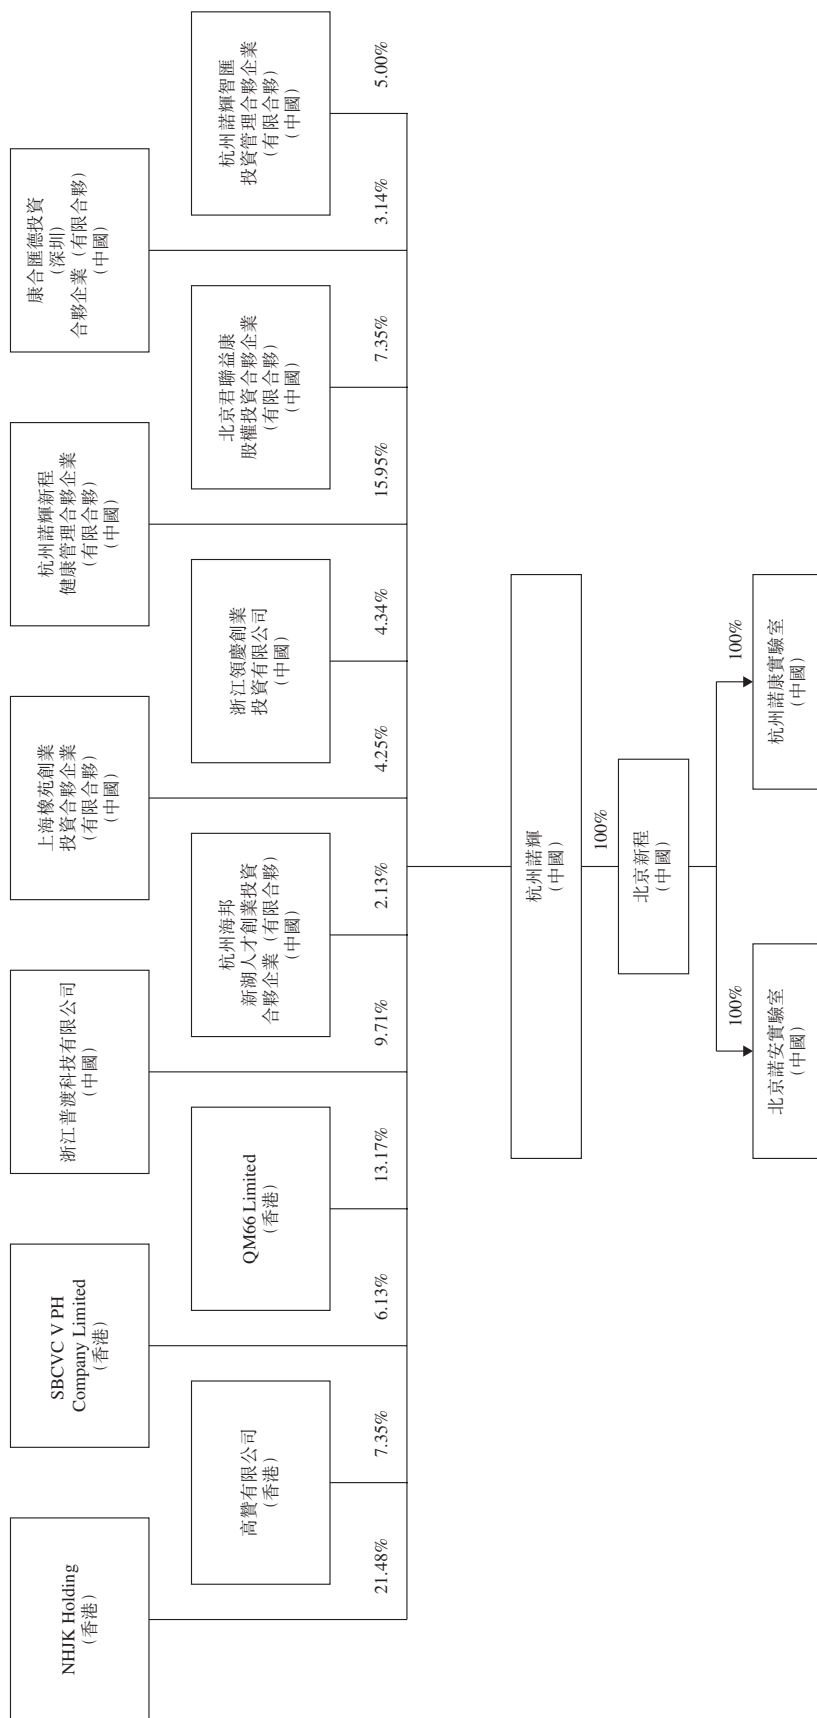 NHJK Holding
（香港）
SBCVC V PH
Company Limited
（香港）
浙江普渡科技有限公司
（中國）
上海橡苑創業
投資合夥企業
（有限合夥）
（中國）
杭州諾輝新程
健康管理合夥企業
（有限合夥）
（中國）
康合匯德投資
（深圳）
合夥企業（有限合夥）
（中國）
高贊有限公司
（香港）
QM66 Limited
（香港）
杭州海邦
新湖人才創業投資
合夥企業（有限合夥）
（中國）
浙江領慶創業
投資有限公司
（中國）
北京君聯益康
股權投資合夥企業
（有限合夥）
（中國）
杭州諾輝智匯
投資管理合夥企業
（有限合夥）
（中國）
21.48%
7.35%
6.13%
13.17%
9.71%
2.13%
4.25%
4.34%
15.95%
7.35%
3.14%
5.00%
杭州諾輝
（中國）
100%
北京新程
（中國）
100%
100%
北京諾安實驗室
（中國）
杭州諾康實驗室
（中國）